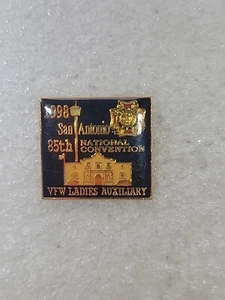 1998
San Antonio
85th NATIONAL
CONVENTION
VFW LADIES AUXILIARY